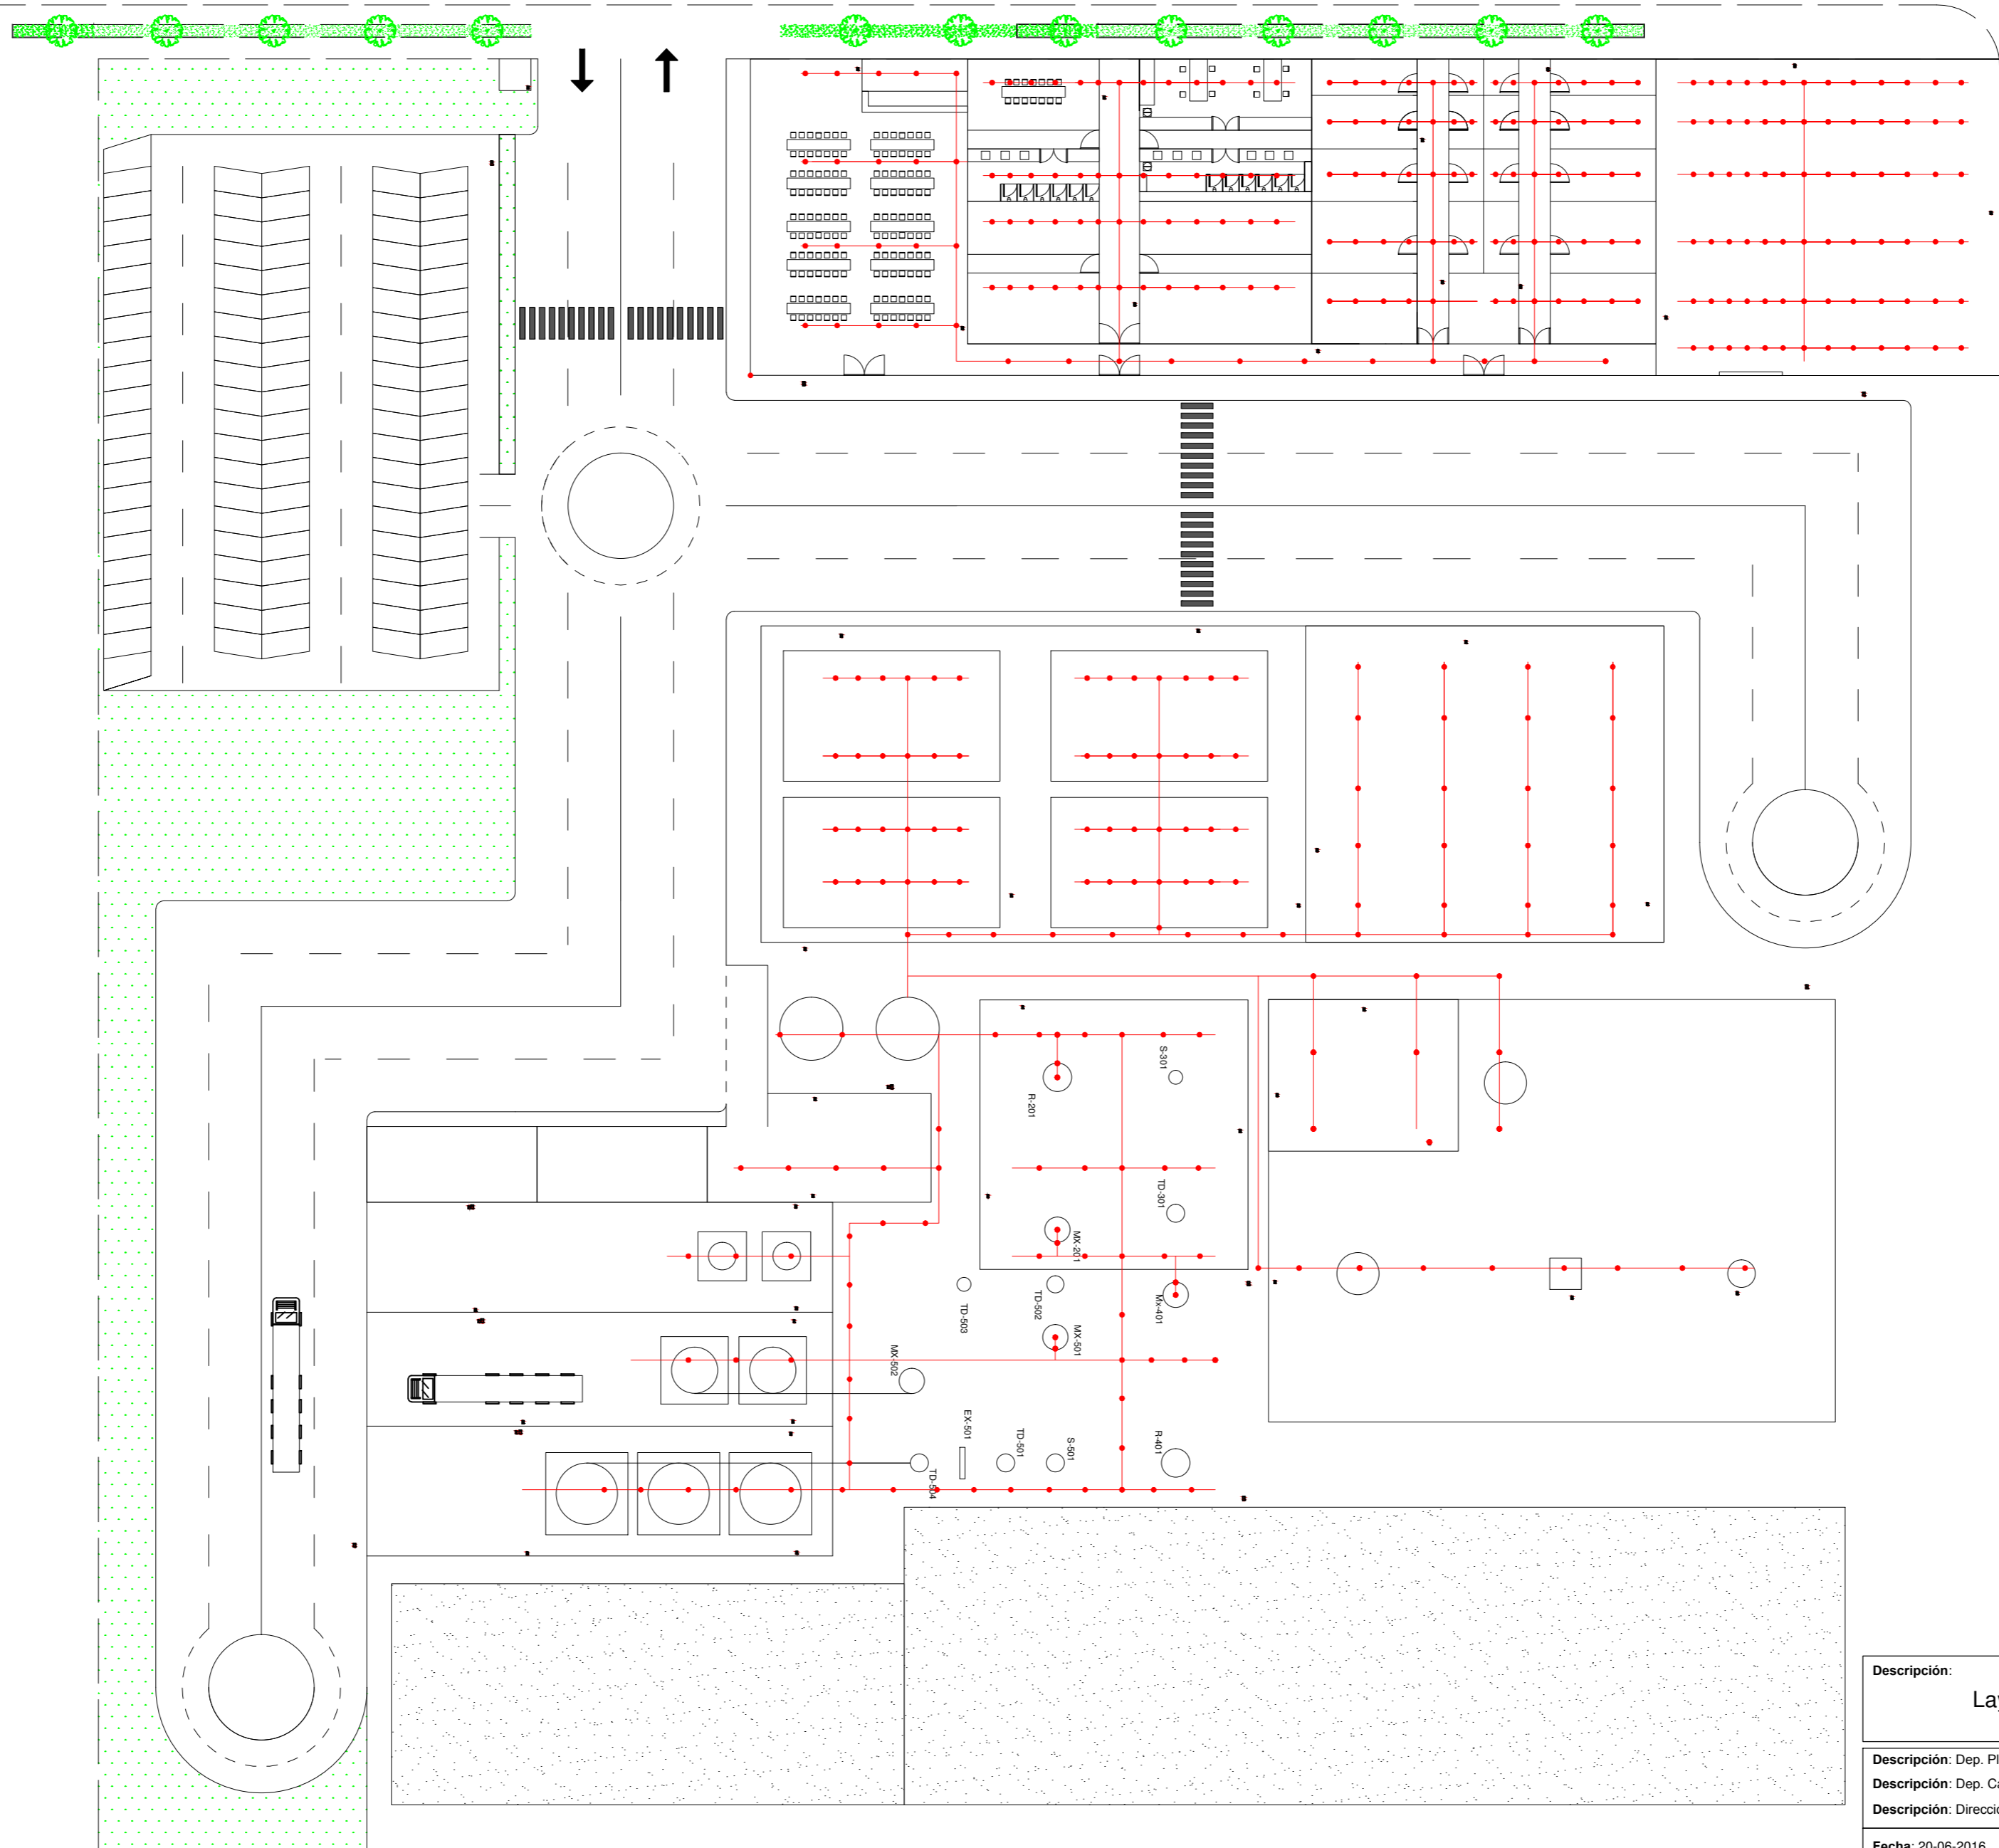 S-301
R-201
TD-301
MX-201
TD-503
TD-502
Mx-401
MX-501
MX-502
EX-501
TD-501
S-501
R-401
TD-504
Descripción:
Descripción: Dep.
Descripción: Dep.
Descripción:
Fecha: 20-06-2016